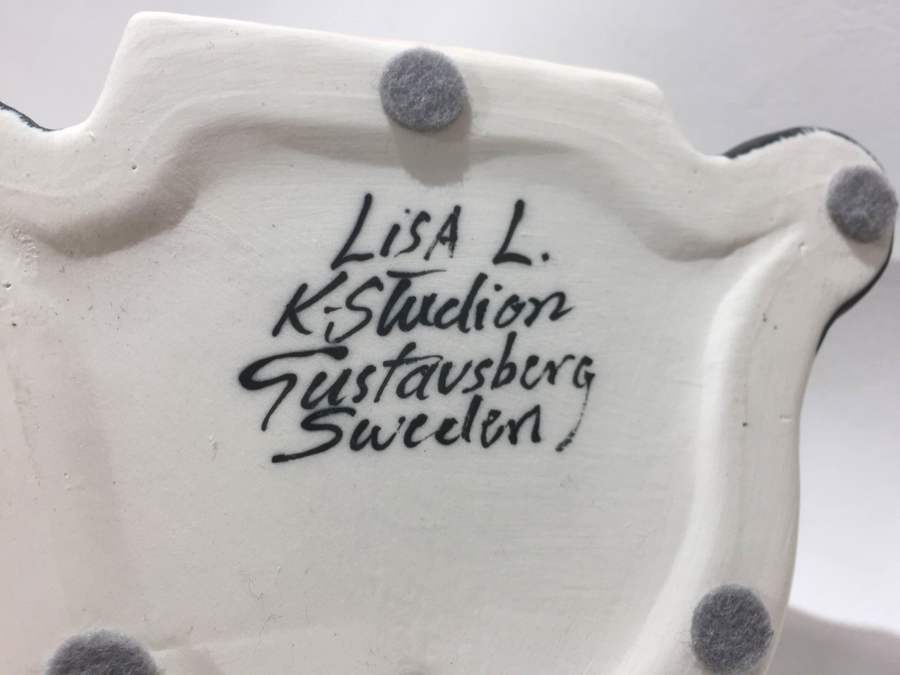 LisA L.
K-Studion
Gustavsberg
Sweden